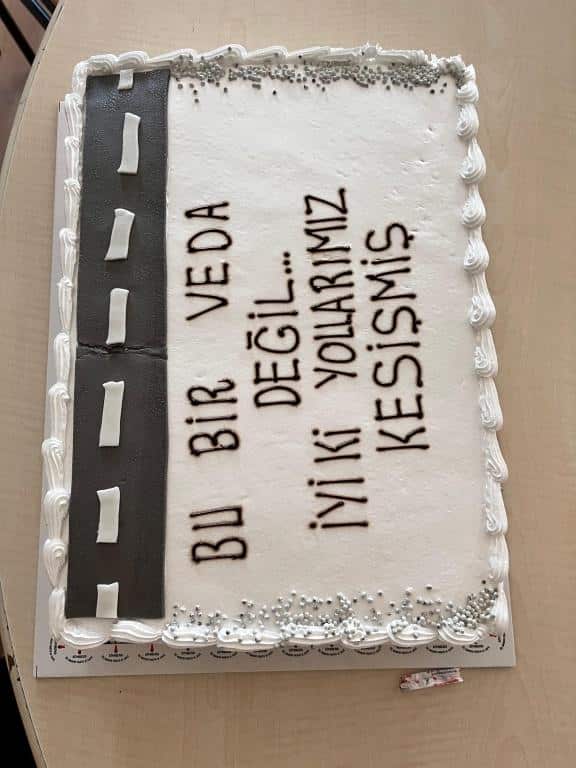 BU BİR VEDA
DEĞİL...
İYİ Kİ YOLLARIMIZ
KESİŞMİŞ